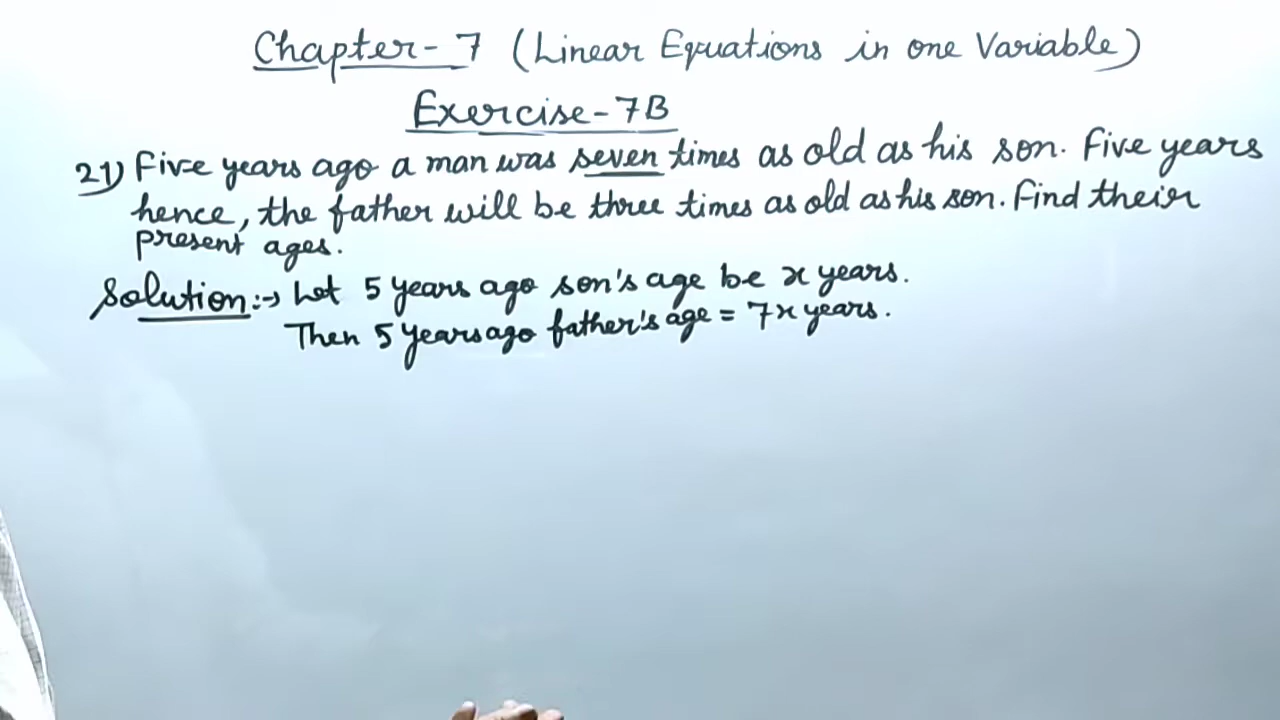 Chapter-7 (Linear Equations in one Variable)
Exercise-7B
21) Five years ago a man was seven times as old as his son. Five years
hence, the father will be three times as old as his son. Find their
present ages.
Solution:→ Let 5 years ago son's age be x years.
Then 5 years ago father's age = 7x years.